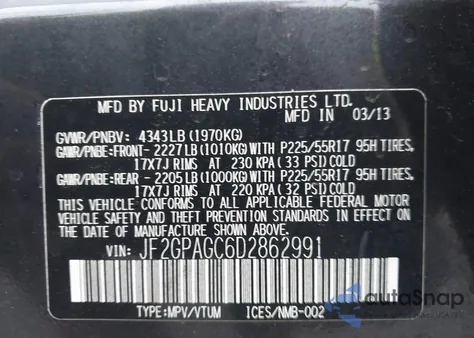 MFD BY FUJI HEAVY INDUSTRIES LTD.
03/13
GVWR/PNBV: 4343LB (1970KG)
GAWR/PNBE:FRONT-2227LB(1010KG)WITH P225/55R17 95H TIRES,
17X7J RIMS AT 230 KPA (33 PSI)COLD
GAWR/PNBE:REAR -2205LB(1000KG)WITH P225/55R17 95H TIRES,
17X7J RIMS AT 220 KPA (32 PSI)COLD
THIS VEHICLE CONFORMS TO ALL APPLICABLE FEDERAL MOTOR
VEHICLE SAFETY AND BUMPER STANDARDS IN EFFECT ON THE DATE
OF MANUFACTURE SHOWN ABOVE.
VIN: JF2GPAGC6D2862991
TYPE:MPV/VTUM ICES/NMB-002
autoSnap